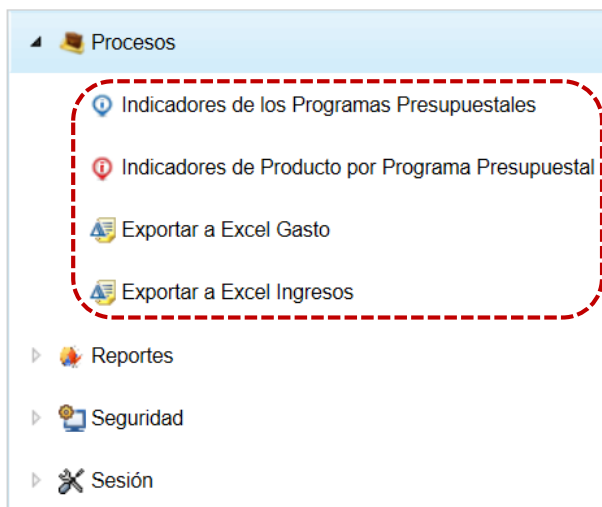 Procesos
Indicadores de los Programas Presupuestales
Indicadores de Producto por Programa Presupuestal
Exportar a Excel Gasto
Exportar a Excel Ingresos
Reportes
Seguridad
Sesión